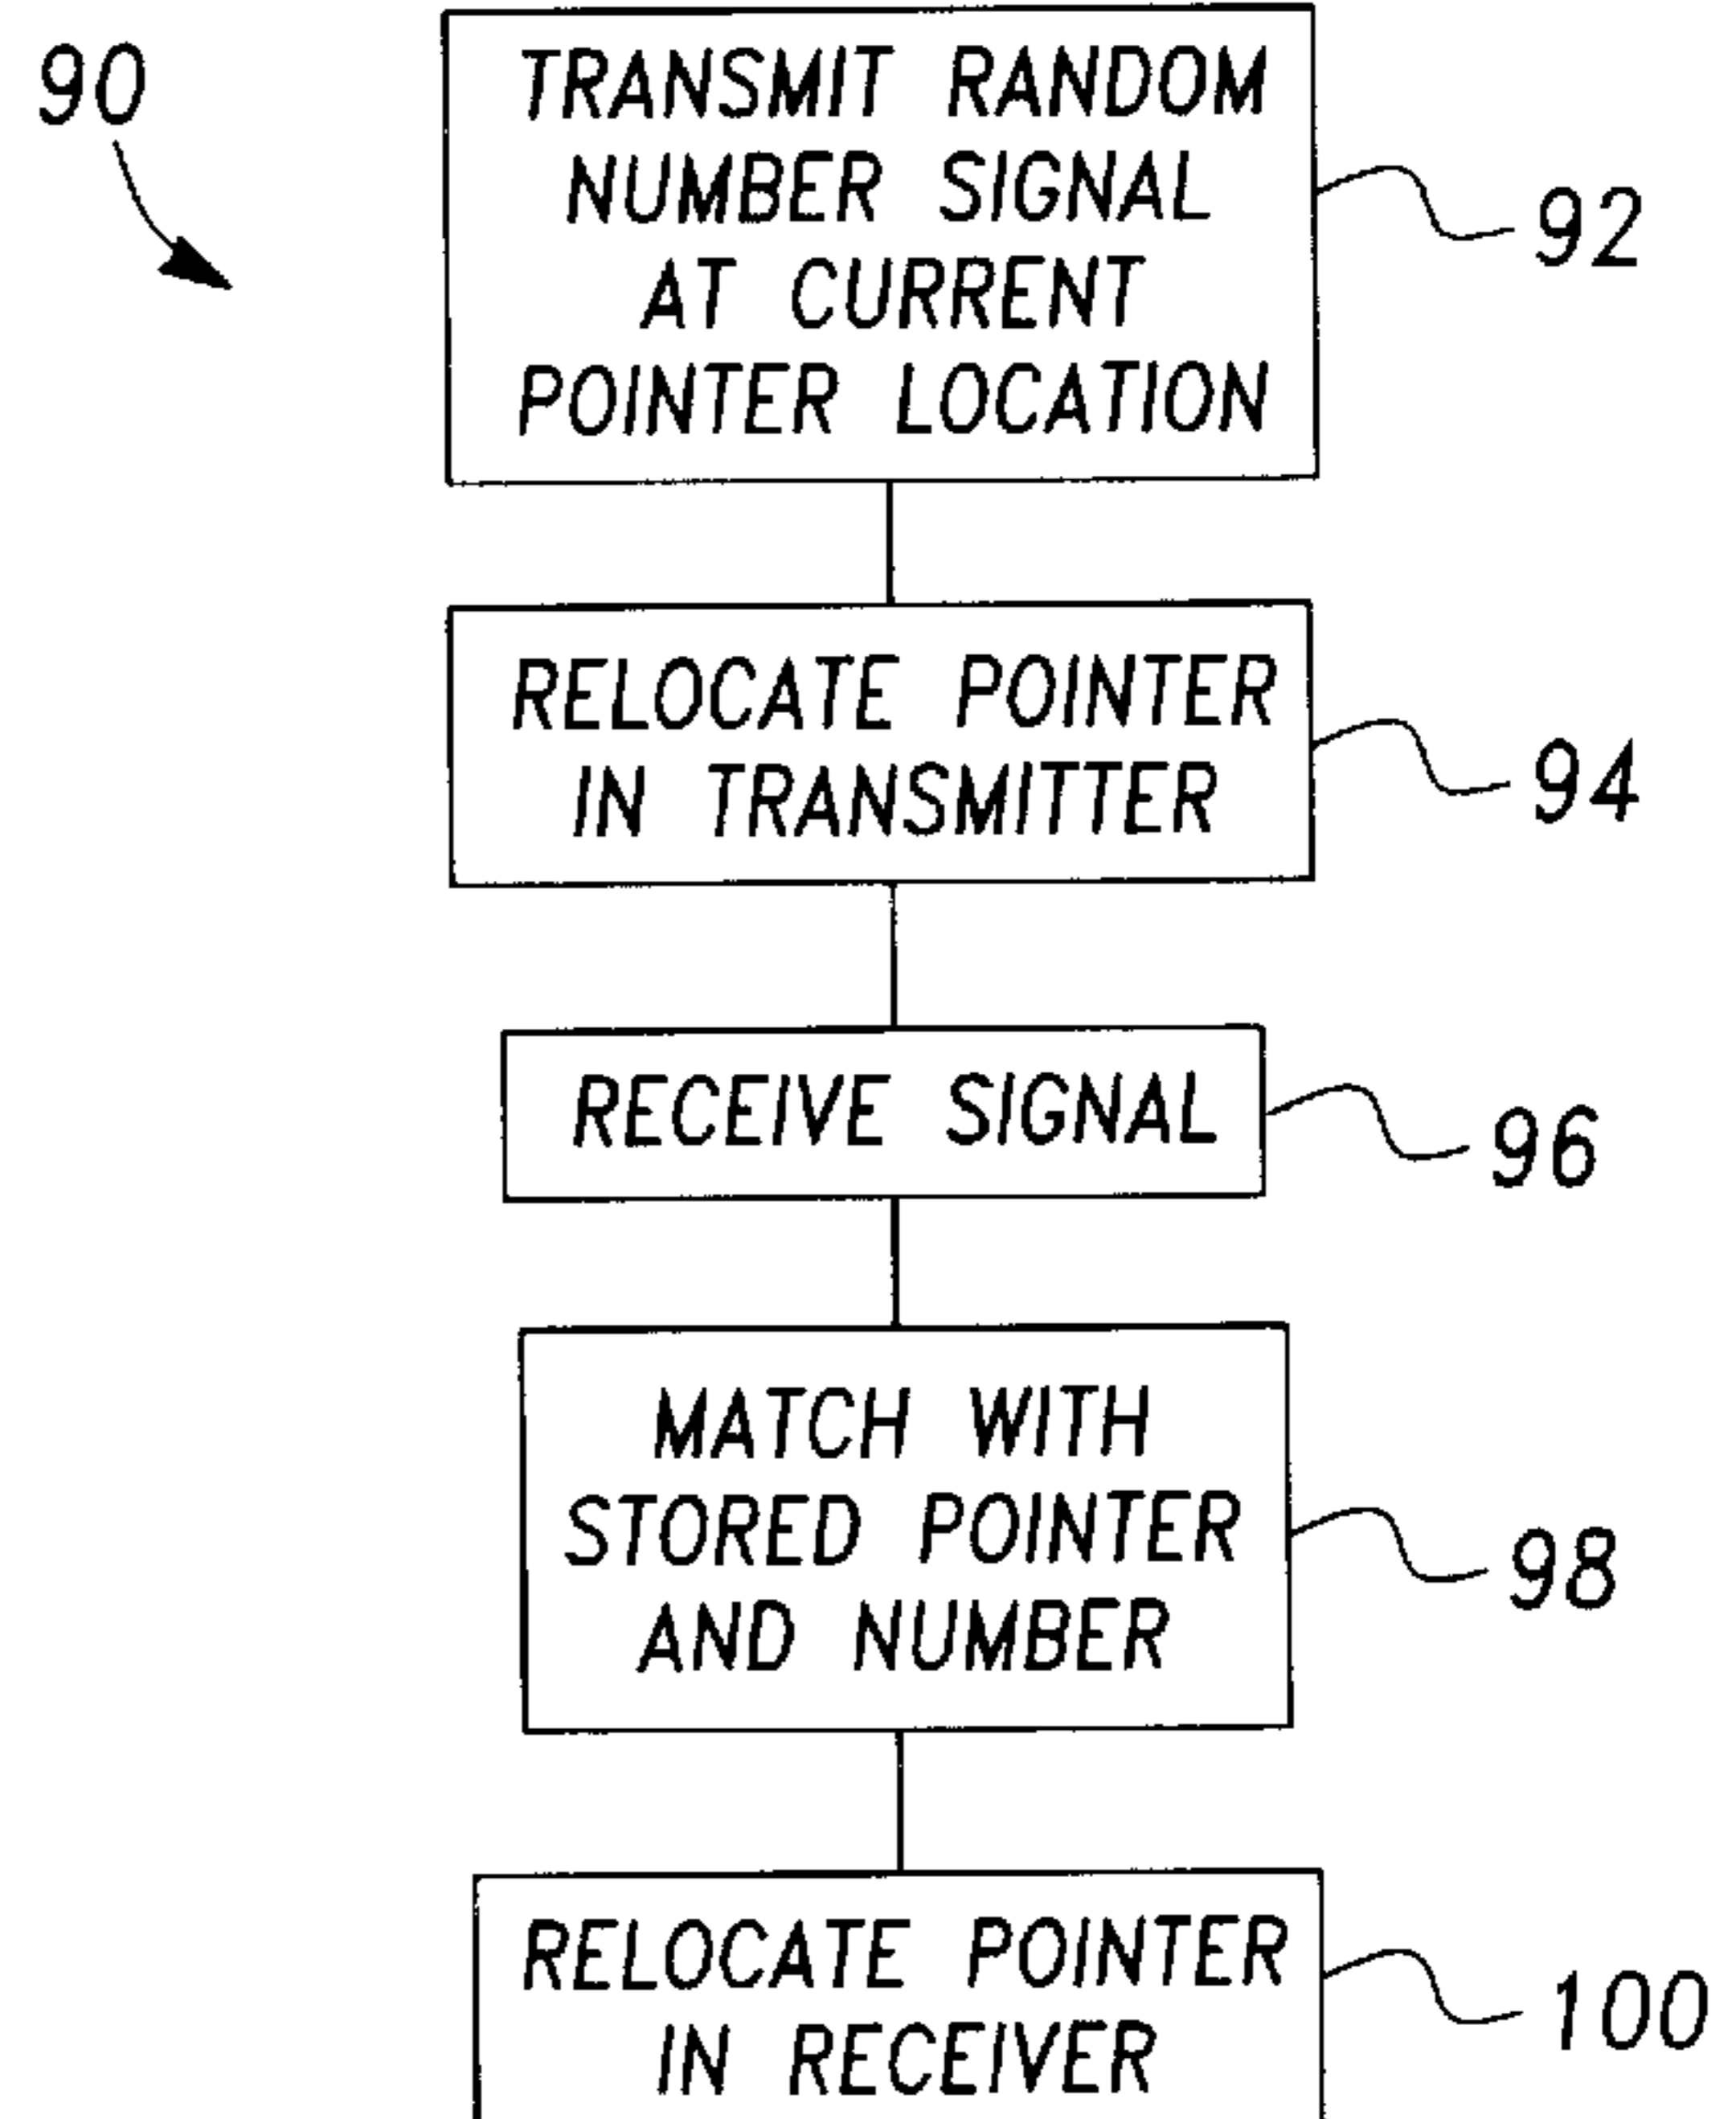 90
TRANSMIT RANDOM
NUMBER SIGNAL
AT CURRENT
POINTER LOCATION
92
RELOCATE POINTER
IN TRANSMITTER
94
RECEIVE SIGNAL
96
MATCH WITH
STORED POINTER
AND NUMBER
98
RELOCATE POINTER
IN RECEIVER
100